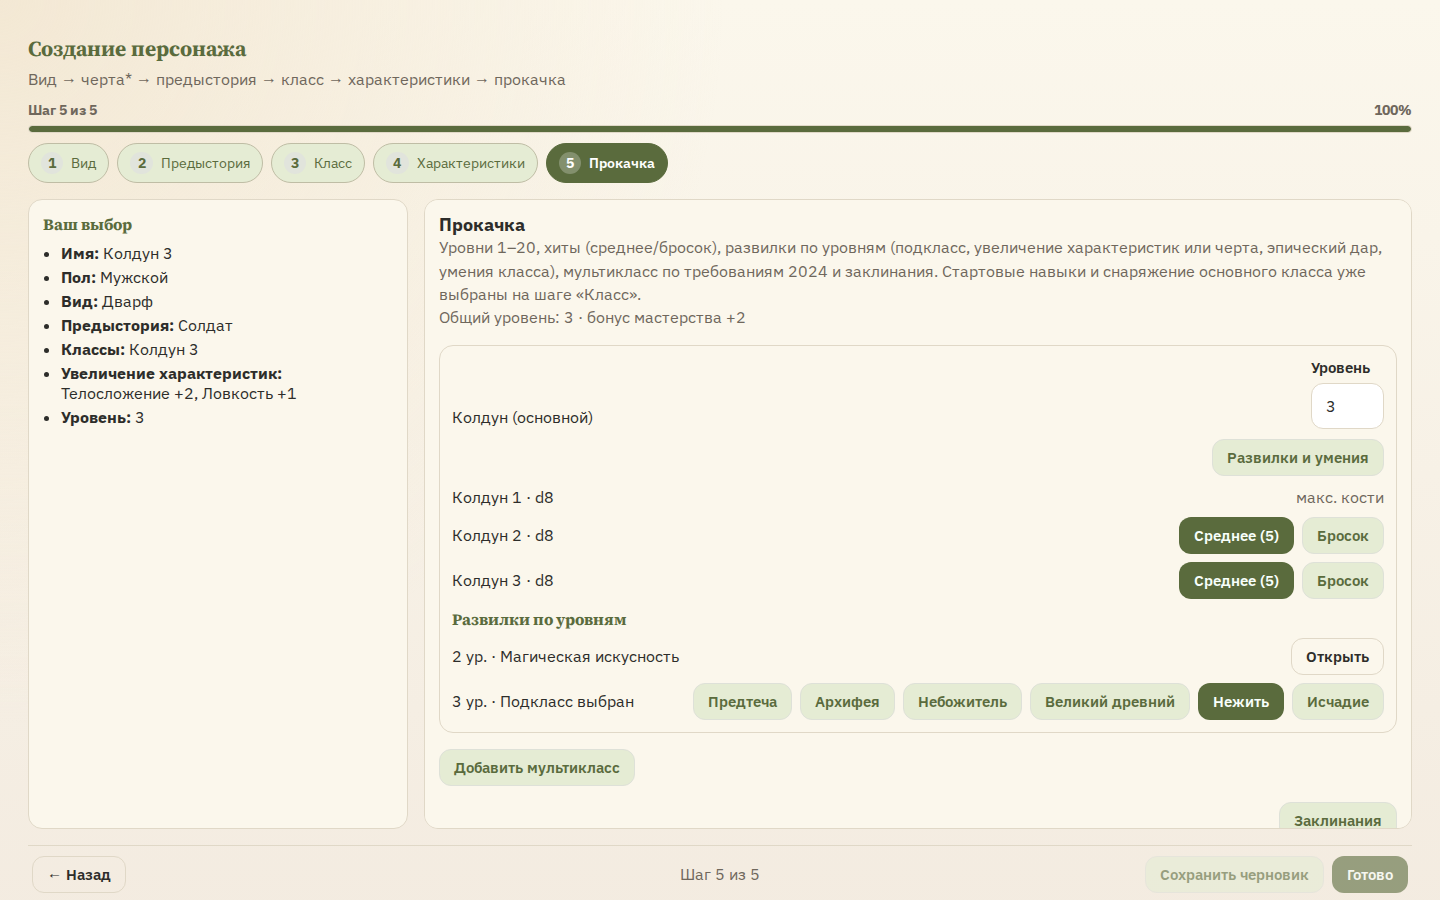 Создание персонажа
Вид → черта* → предыстория → класс → характеристики → прокачка
Шаг 5 из 5
100%
1 Вид
2 Предыстория
3 Класс
4 Характеристики
5 Прокачка
Ваш выбор
Имя: Колдун 3
Пол: Мужской
Вид: Дварф
Предыстория: Солдат
Классы: Колдун 3
Увеличение характеристик:
Телосложение +2, Ловкость +1
Уровень: 3
Прокачка
Уровни 1–20, хиты (среднее/бросок), развилки по уровням (подкласс, увеличение характеристик или черта, эпический дар,
умения класса), мультикласс по требованиям 2024 и заклинания. Стартовые навыки и снаряжение основного класса уже
выбраны на шаге «Класс».
Общий уровень: 3 · бонус мастерства +2
Уровень
Колдун (основной)
3
Развилки и умения
Колдун 1 · d8
макс. кости
Колдун 2 · d8
Среднее (5)
Бросок
Колдун 3 · d8
Среднее (5)
Бросок
Развилки по уровням
2 ур. · Магическая искусность
Открыть
3 ур. · Подкласс выбран
Предтеча
Архифея
Небожитель
Великий древний
Нежить
Исчадие
Добавить мультикласс
Заклинания
← Назад
Шаг 5 из 5
Сохранить черновик
Готово